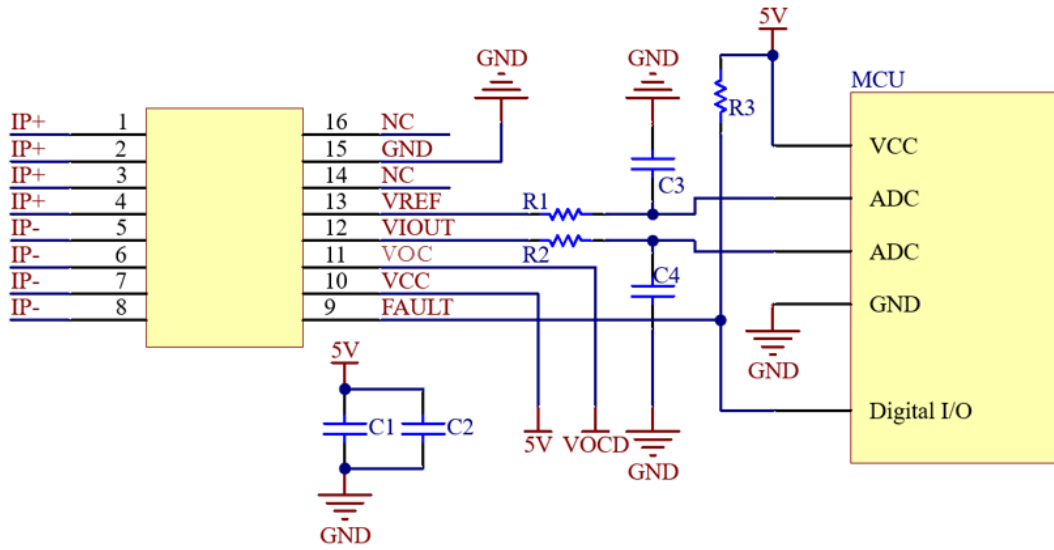 5V
GND
GND
MCU
R3
IP+ 1 16 NC
VCC
IP+ 2 15 GND
IP+ 3 14 NC
C3
ADC
IP+ 4 13 VREF R1
IP- 5 12 VIOUT
ADC
IP- 6 11 VOC R2
C4
IP- 7 10 VCC
GND
IP- 8 9 FAULT
5V
GND
C1 C2
Digital I/O
5V VOCD
GND
GND